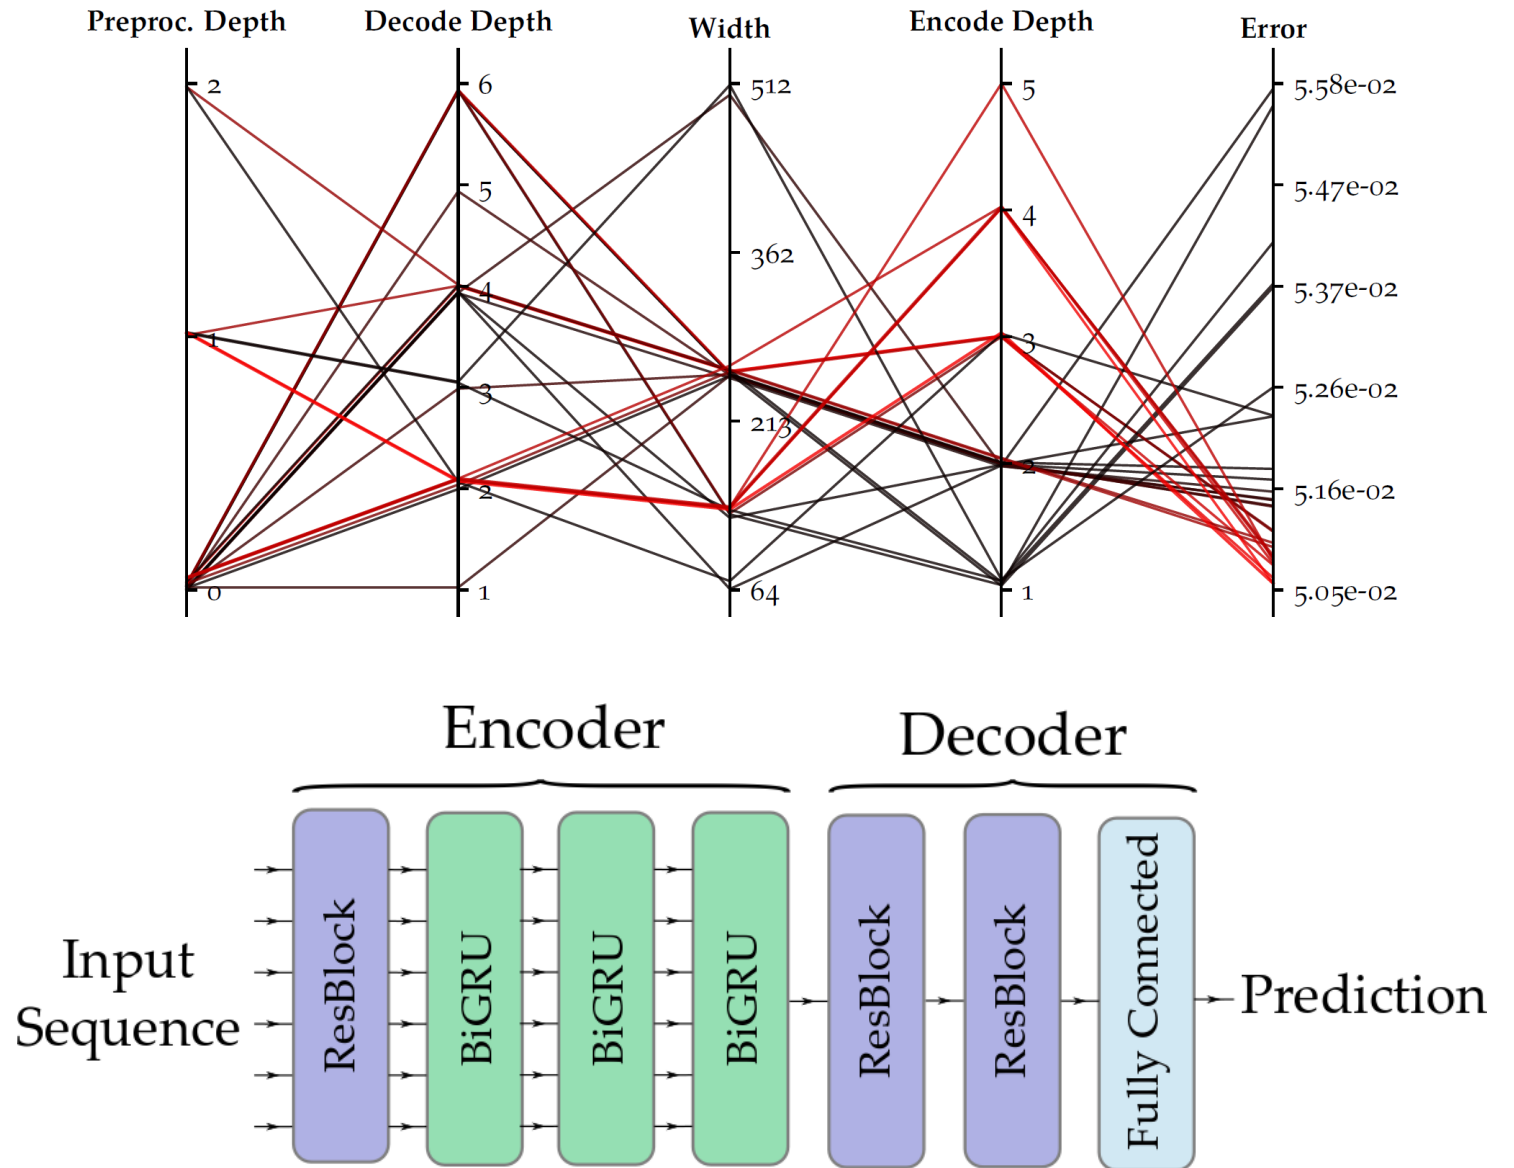 Preproc. Depth
Decode Depth
Width
Encode Depth
Error
2
1
0
6
5
4
3
2
1
512
362
213
64
5
4
3
2
1
5.58e-02
5.47e-02
5.37e-02
5.26e-02
5.16e-02
5.05e-02
Encoder
Decoder
Input
Sequence
ResBlock
BiGRU
BiGRU
BiGRU
ResBlock
ResBlock
Fully Connected
Prediction